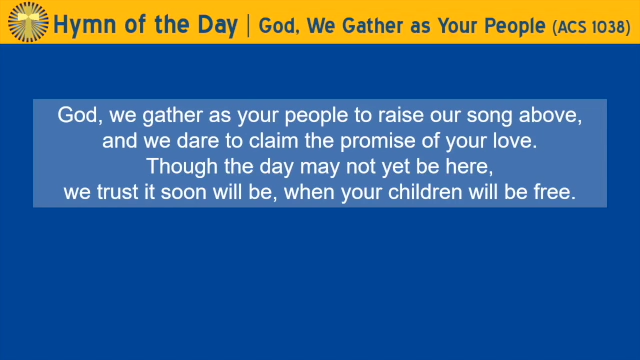 Hymn of the Day | God, We Gather as Your People (ACS 1038)
God, we gather as your people to raise our song above,
and we dare to claim the promise of your love.
Though the day may not yet be here,
we trust it soon will be, when your children will be free.